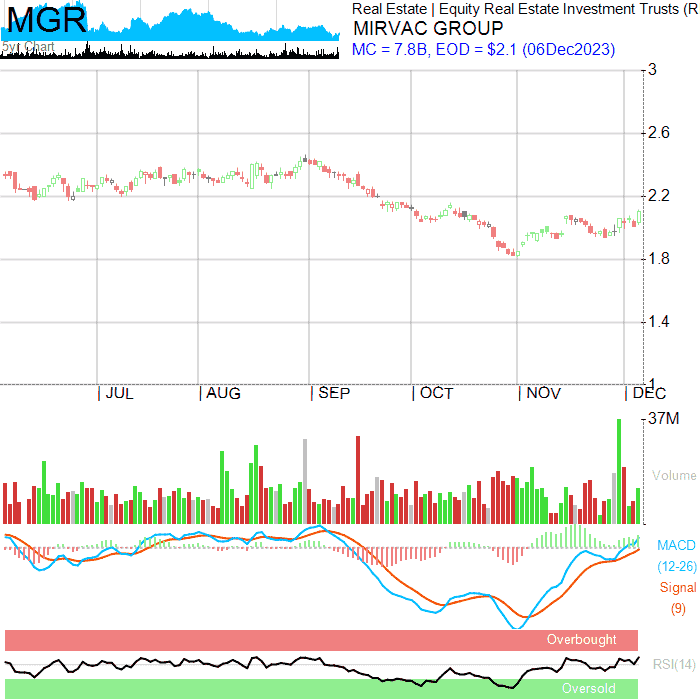 MGR
5yr Chart
Real Estate | Equity Real Estate Investment Trusts (R
MIRVAC GROUP
MC = 7.8B, EOD = $2.1 (06Dec2023)
3
2.6
2.2
1.8
1.4
1
| JUL | AUG | SEP | OCT | NOV | DEC
37M
Volume
MACD
(12-26)
Signal
(9)
Overbought
RSI(14)
Oversold